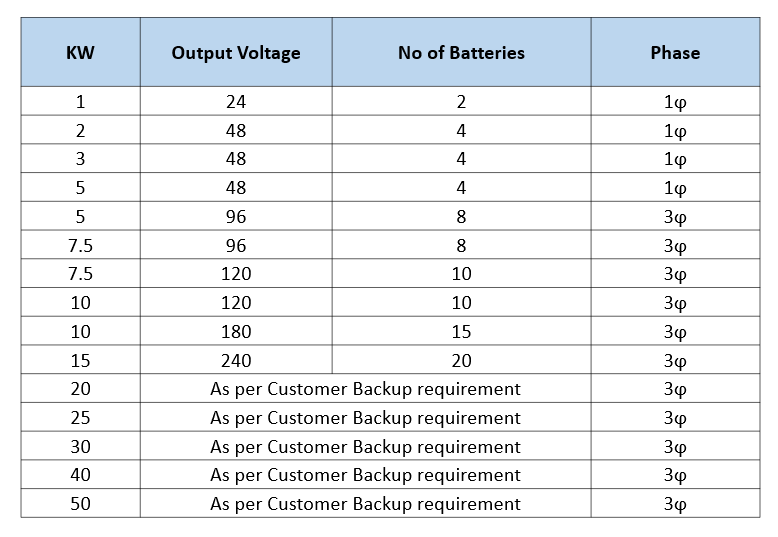 KW Output Voltage No of Batteries Phase
1 24 2 1φ
2 48 4 1φ
3 48 4 1φ
5 48 4 1φ
5 96 8 3φ
7.5 96 8 3φ
7.5 120 10 3φ
10 120 10 3φ
10 180 15 3φ
15 240 20 3φ
20 As per Customer Backup requirement 3φ
25 As per Customer Backup requirement 3φ
30 As per Customer Backup requirement 3φ
40 As per Customer Backup requirement 3φ
50 As per Customer Backup requirement 3φ